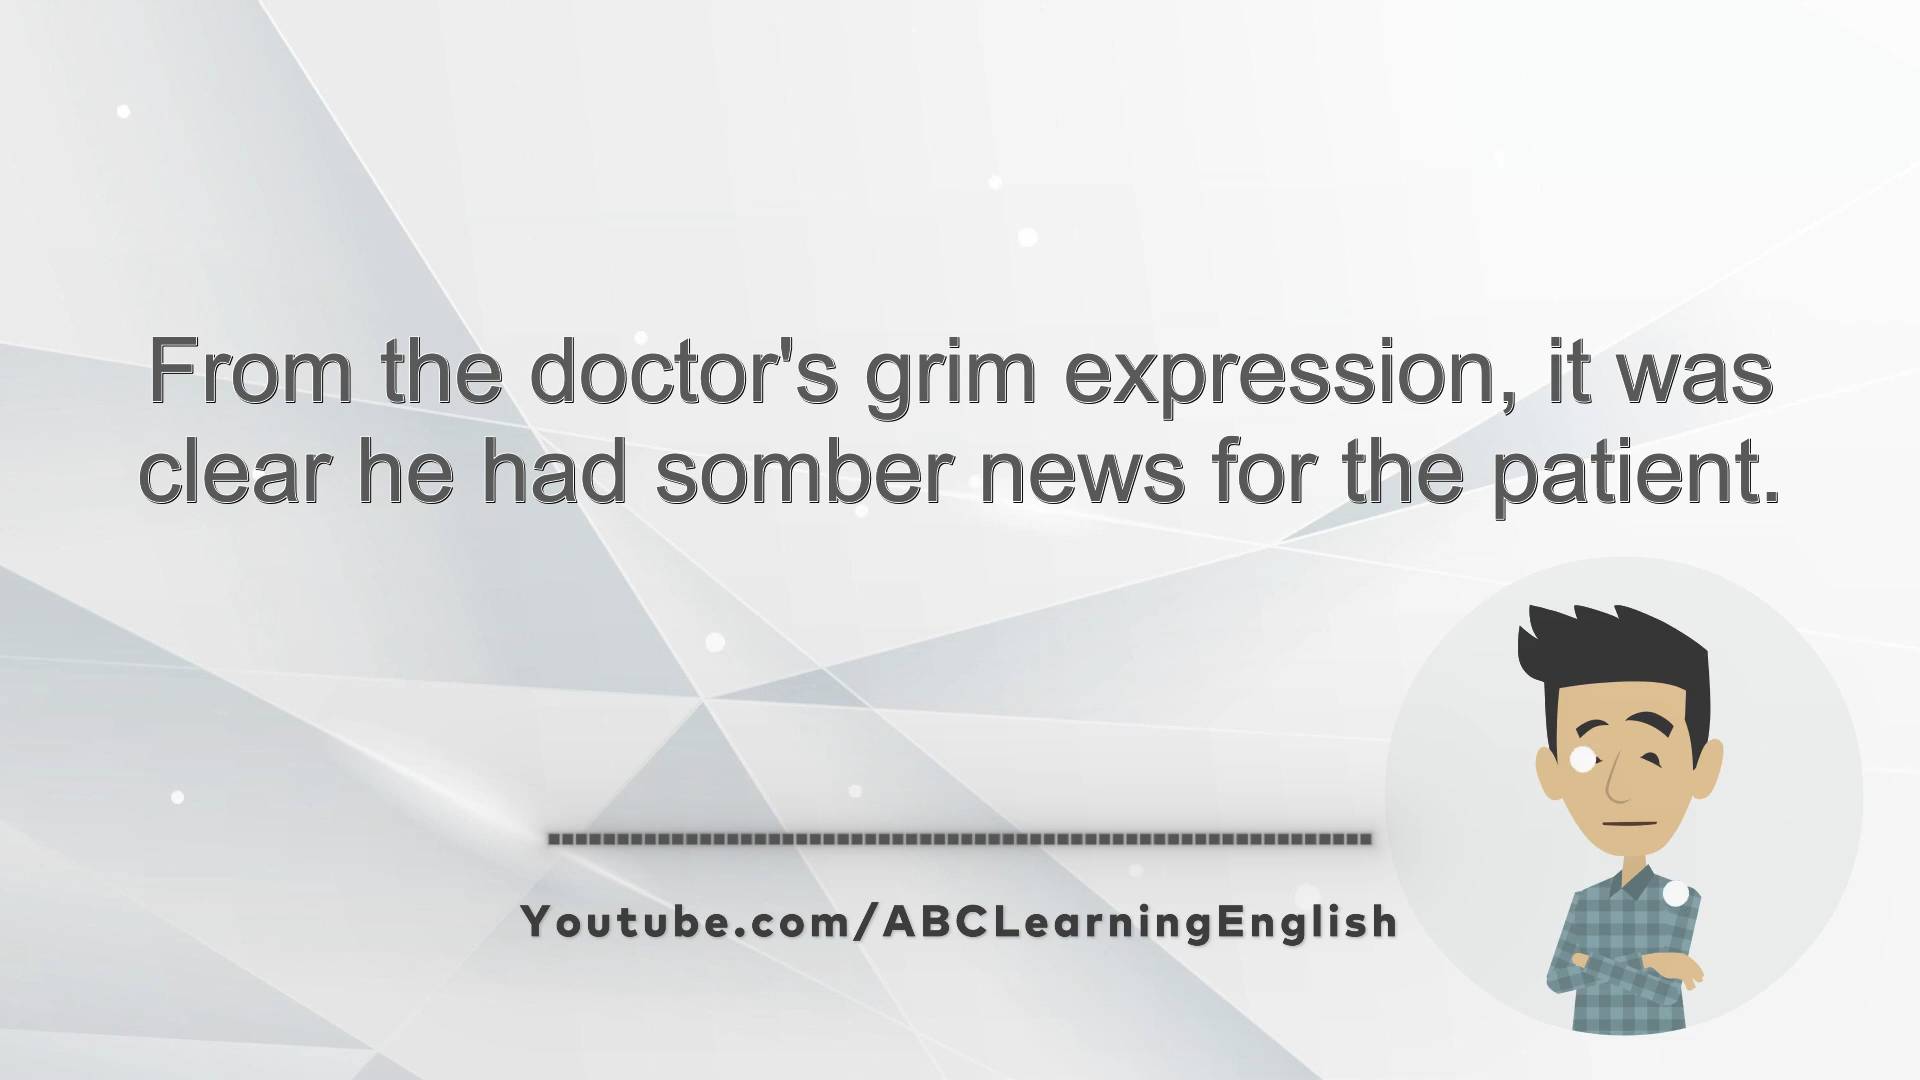 From the doctor's grim expression, it was
clear he had somber news for the patient.
Youtube.com/ABCLearningEnglish